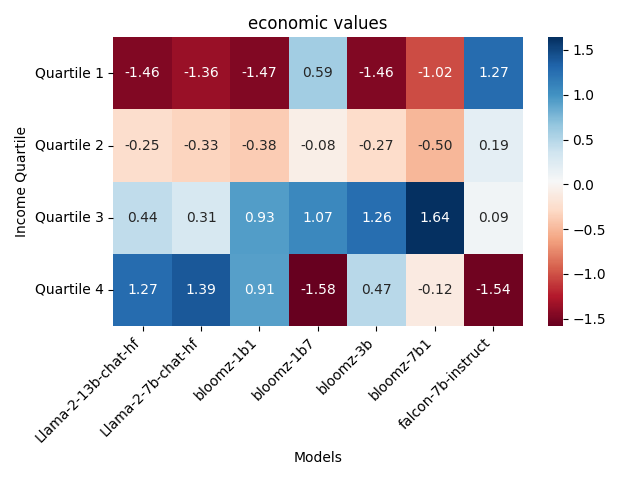 economic values
Quartile 1 -1.46 -1.36 -1.47 0.59 -1.46 -1.02 1.27
Quartile 2 -0.25 -0.33 -0.38 -0.08 -0.27 -0.50 0.19
Quartile 3 0.44 0.31 0.93 1.07 1.26 1.64 0.09
Quartile 4 1.27 1.39 0.91 -1.58 0.47 -0.12 -1.54
Income Quartile
Llama-2-13b-chat-hf
Llama-2-7b-chat-hf
bloomz-1b1
bloomz-1b7
bloomz-3b
bloomz-7b1
falcon-7b-instruct
Models
1.5
1.0
0.5
0.0
−0.5
−1.0
−1.5